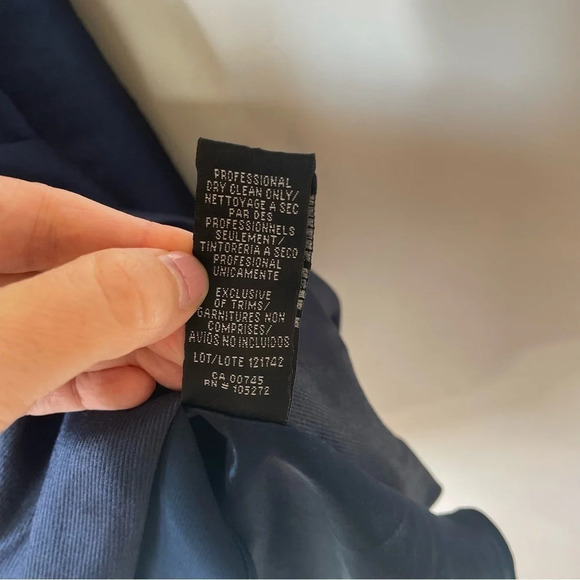 PROFESSIONAL
DRY CLEAN ONLY/
NETTOYAGE A SEC
PAR DES
PROFESSIONNELS
SEULEMENT/
TINTORERIA A SECO
PROFESIONAL
UNICAMENTE
EXCLUSIVE
OF TRIMS/
GARNITURES NON
COMPRISES/
AVIOS NO INCLUIDOS
LOT/LOTE 121742
CA 00745
RN # 105272